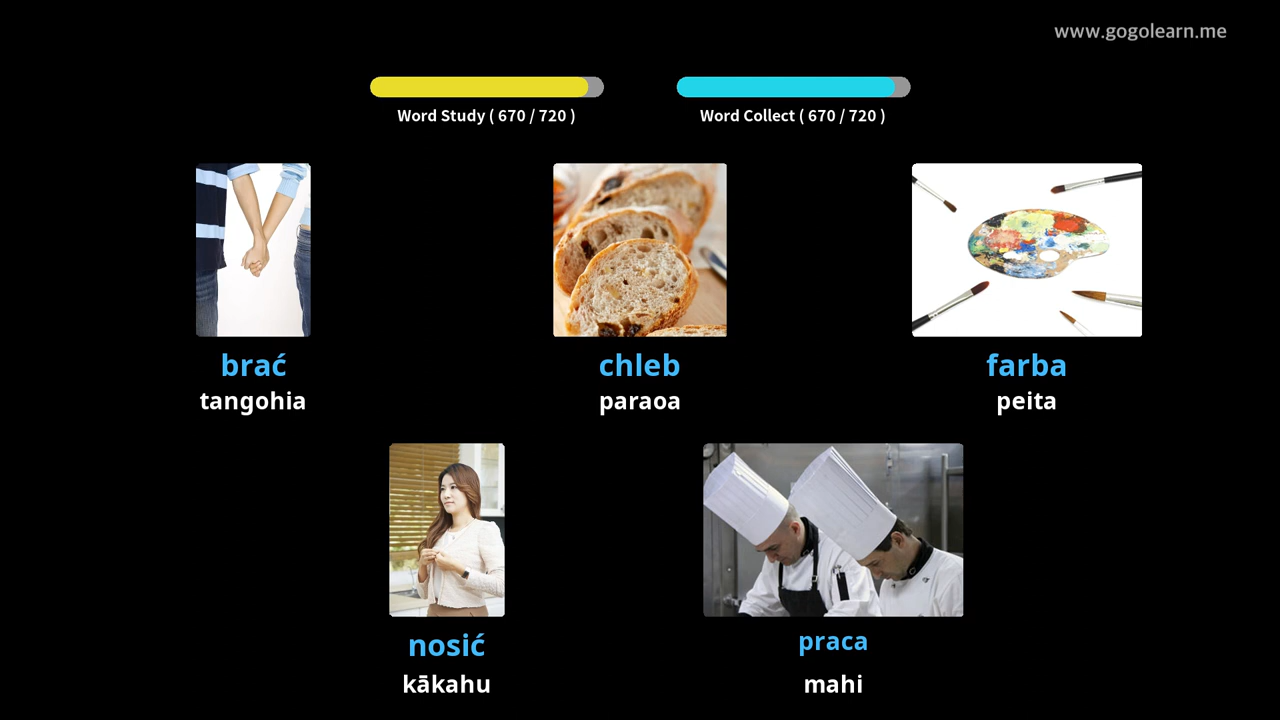 www.gogolearn.me
Word Study ( 670 / 720 )
Word Collect ( 670 / 720 )
brać
tangohia
chleb
paraoa
farba
peita
nosić
kākahu
praca
mahi